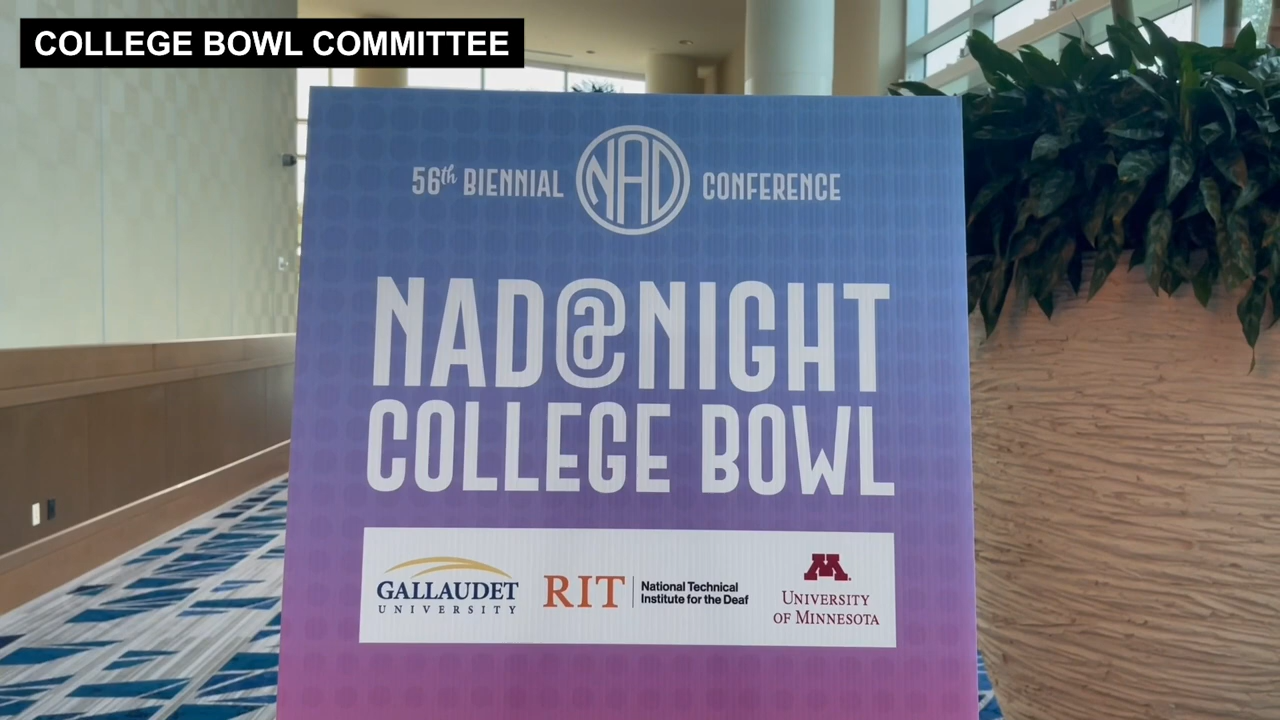 COLLEGE BOWL COMMITTEE
56th BIENNIAL NAD CONFERENCE
NAD@NIGHT
COLLEGE BOWL
GALLAUDET
UNIVERSITY
RIT
National Technical
Institute for the Deaf
M
UNIVERSITY
OF MINNESOTA